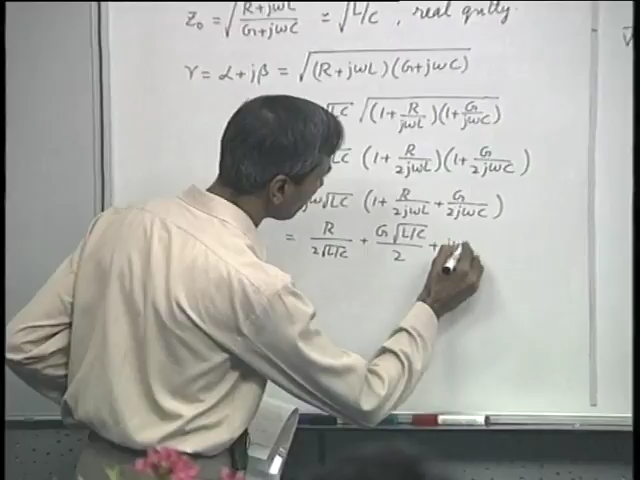 Z₀ = √(R+jωL)/(G+jωC) ≅ √L/C , real qnty.
γ = α+jβ = √(R+jωL)(G+jωC)
LC √(1+R/jωL)(1+G/jωC)
LC (1+R/2jωL)(1+G/2jωC)
jω√LC (1+R/2jωL+G/2jωC)
= R/2√L/C + G√L/C/2 + j